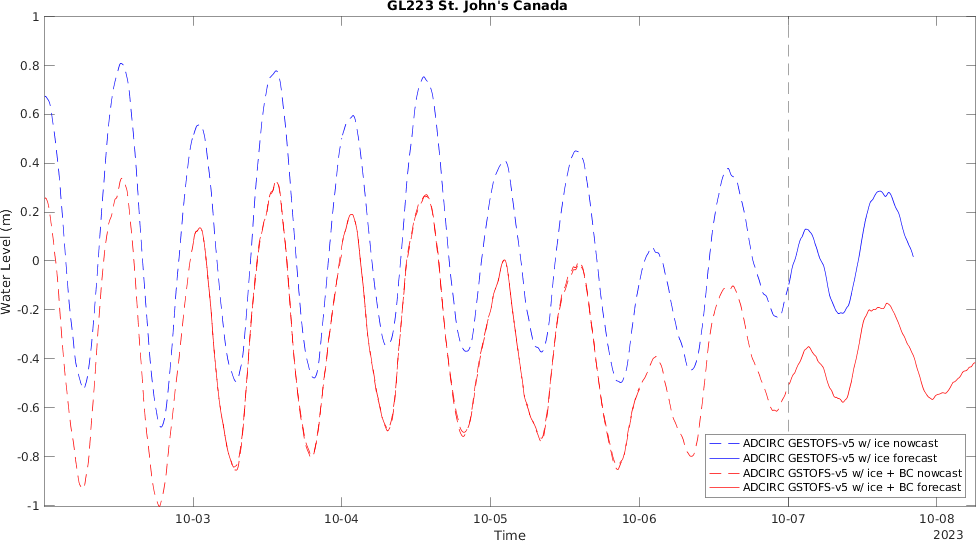 GL223 St. John's Canada
Water Level (m)
1
0.8
0.6
0.4
0.2
0
-0.2
-0.4
-0.6
-0.8
-1
ADCIRC GESTOFS-v5 w/ ice nowcast
ADCIRC GESTOFS-v5 w/ ice forecast
ADCIRC GSTOFS-v5 w/ ice + BC nowcast
ADCIRC GSTOFS-v5 w/ ice + BC forecast
10-03 10-04 10-05 10-06 10-07 10-08
Time
2023